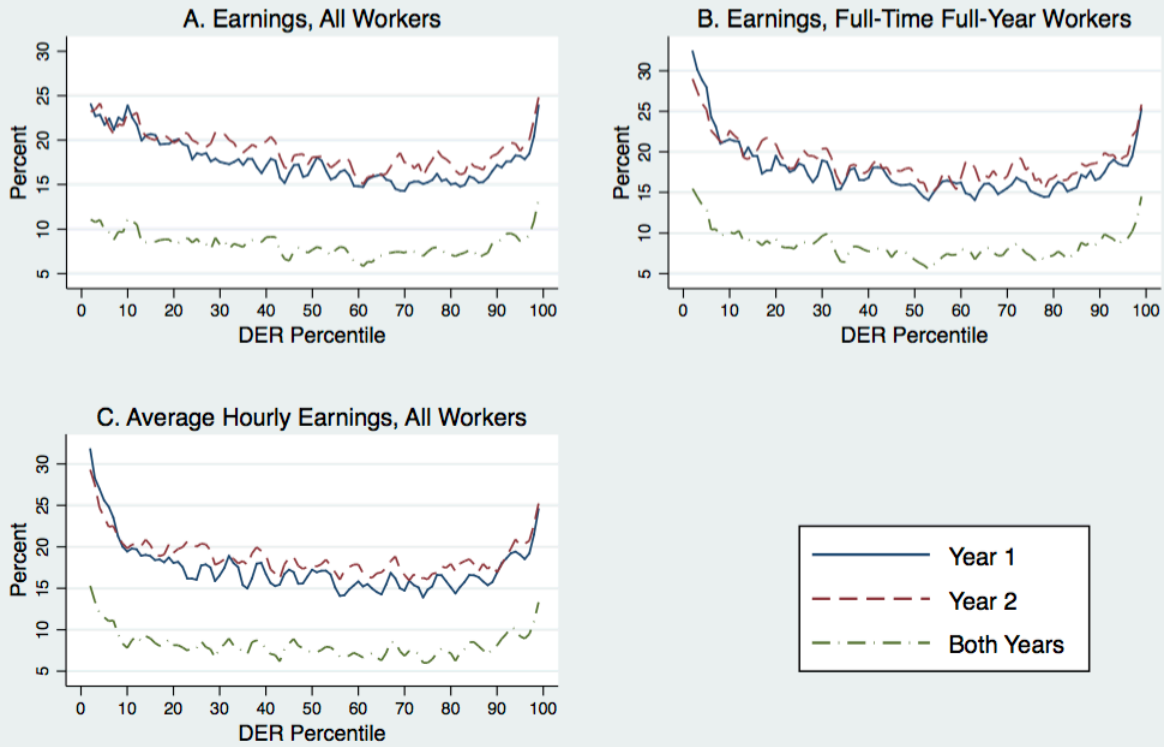 A. Earnings, All Workers
Percent
30
25
20
15
10
5
0 10 20 30 40 50 60 70 80 90 100
DER Percentile
B. Earnings, Full-Time Full-Year Workers
Percent
30
25
20
15
10
5
0 10 20 30 40 50 60 70 80 90 100
DER Percentile
C. Average Hourly Earnings, All Workers
Percent
30
25
20
15
10
5
0 10 20 30 40 50 60 70 80 90 100
DER Percentile
Year 1
Year 2
Both Years